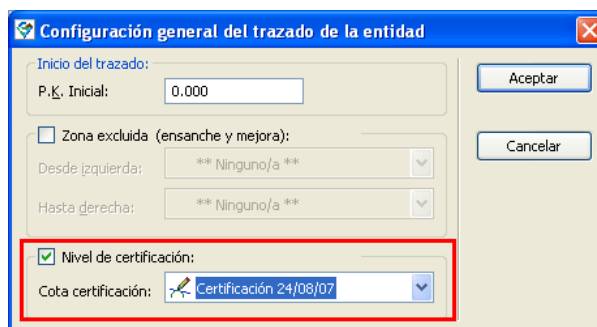 Configuración general del trazado de la entidad
Inicio del trazado:
P.K. Inicial: 0.000
Aceptar
Zona excluida (ensanche y mejora):
Cancelar
Desde izquierda: ** Ninguno/a **
Hasta derecha: ** Ninguno/a **
Nivel de certificación:
Cota certificación: Certificación 24/08/07